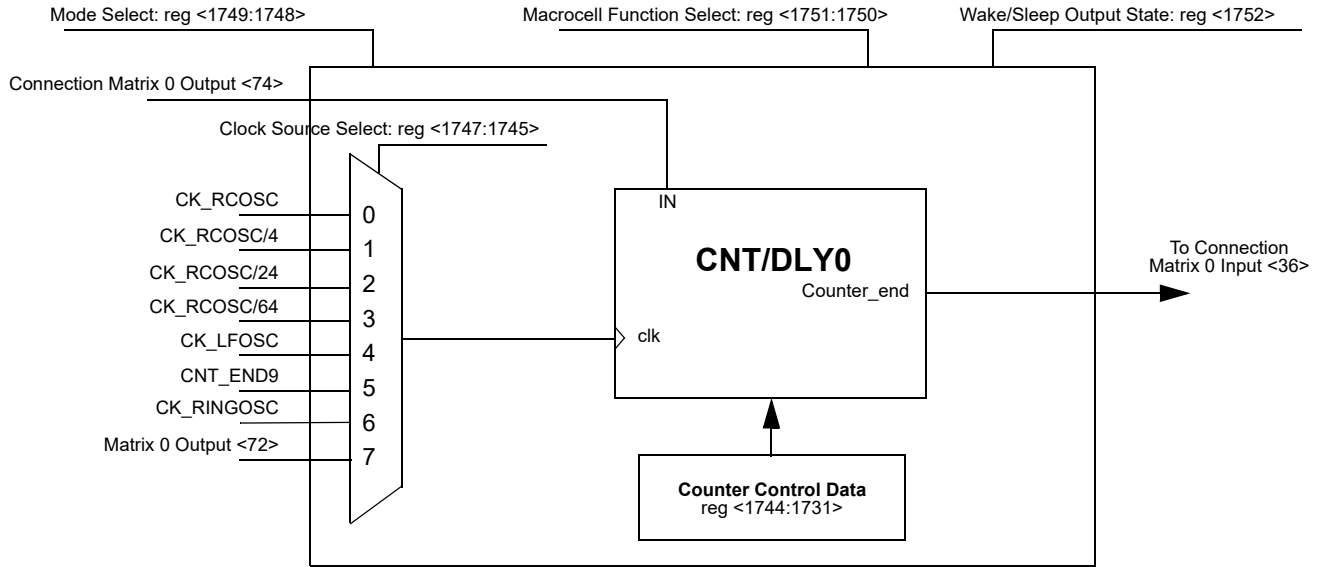 Mode Select: reg <1749:1748>
Macrocell Function Select: reg <1751:1750>
Wake/Sleep Output State: reg <1752>
Connection Matrix 0 Output <74>
Clock Source Select: reg <1747:1745>
CK_RCOSC
0
CK_RCOSC/4
1
CK_RCOSC/24
2
CK_RCOSC/64
3
CK_LFOSC
4
CNT_END9
5
CK_RINGOSC
6
Matrix 0 Output <72>
7
IN
CNT/DLY0
Counter_end
clk
To Connection
Matrix 0 Input <36>
Counter Control Data
reg <1744:1731>